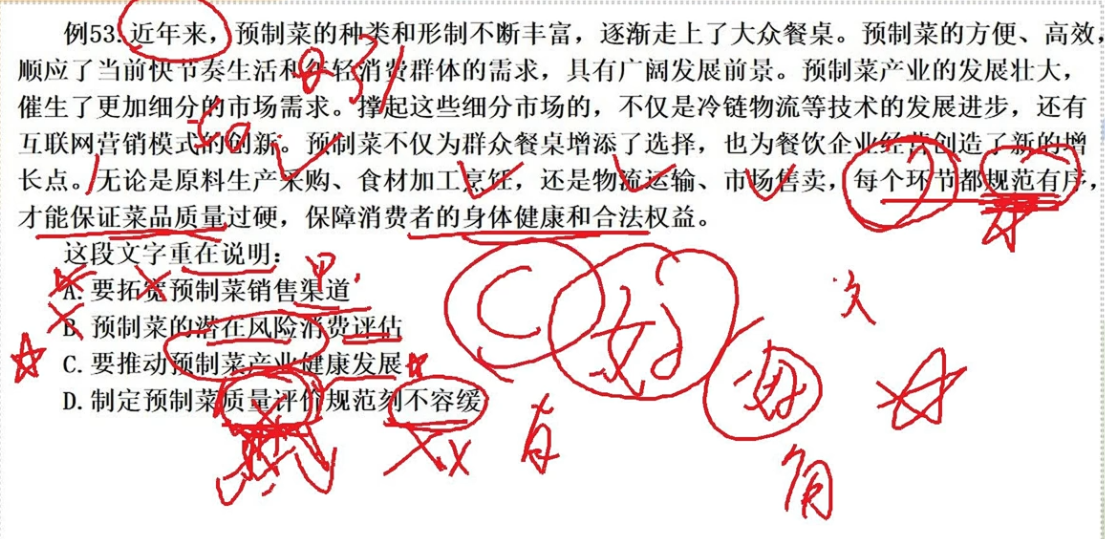 例53.近年来，预制菜的种类和形制不断丰富，逐渐走上了大众餐桌。预制菜的方便、高效，
顺应了当前快节奏生活和年轻消费群体的需求，具有广阔发展前景。预制菜产业的发展壮大，
催生了更加细分的市场需求。撑起这些细分市场的，不仅是冷链物流等技术的发展进步，还有
互联网营销模式的创新。预制菜不仅为群众餐桌增添了选择，也为餐饮企业经营创造了新的增
长点。无论是原料生产采购、食材加工烹饪，还是物流运输、市场售卖，每个环节都规范有序，
才能保证菜品质量过硬，保障消费者的身体健康和合法权益。
这段文字重在说明：
A. 要拓宽预制菜销售渠道
B. 预制菜的潜在风险消费评估
C. 要推动预制菜产业健康发展
D. 制定预制菜质量评价规范刻不容缓